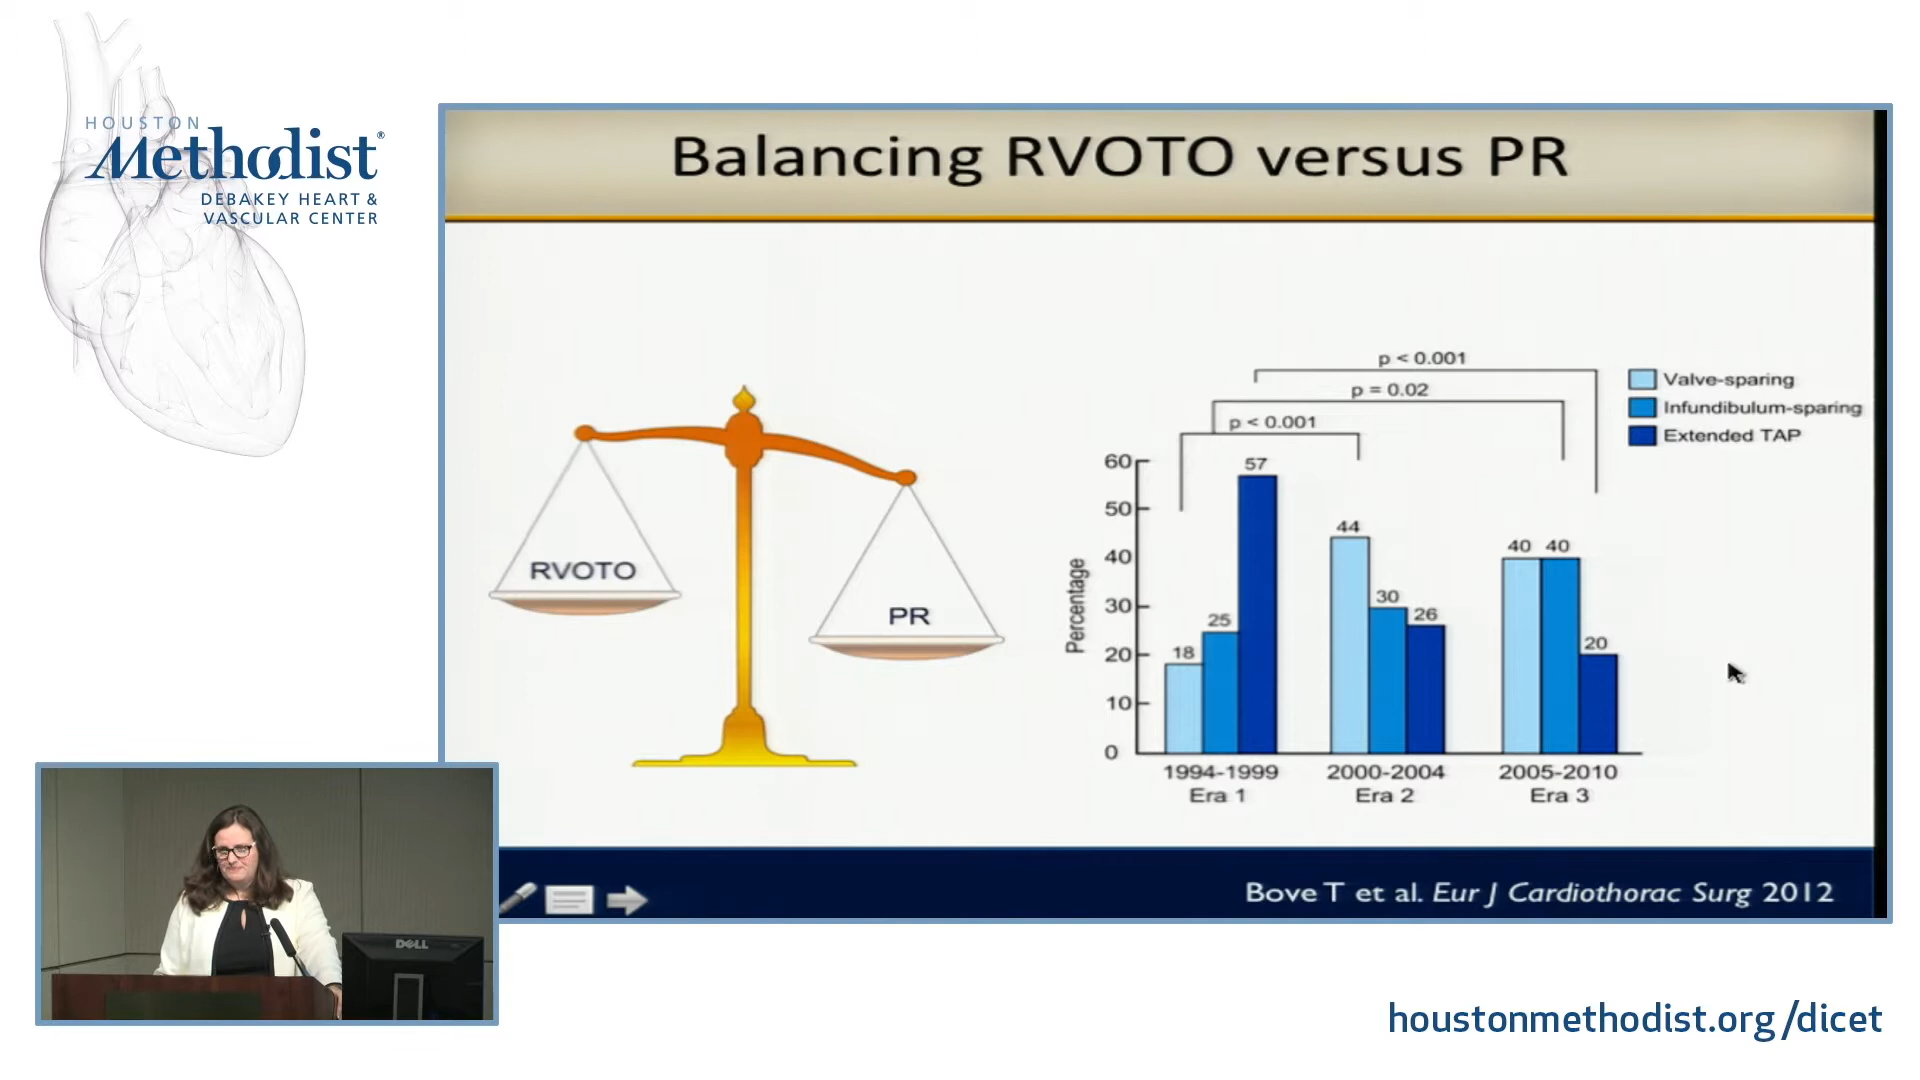 HOUSTON
Methodist®
DEBAKEY HEART &
VASCULAR CENTER
Balancing RVOTO versus PR
RVOTO
PR
p < 0.001
p = 0.02
p < 0.001
Valve-sparing
Infundibulum-sparing
Extended TAP
Percentage
60
50
40
30
20
10
0
18
25
57
44
30
26
40
40
20
1994-1999
Era 1
2000-2004
Era 2
2005-2010
Era 3
Bove T et al. Eur J Cardiothorac Surg 2012
DELL
houstonmethodist.org/dicet